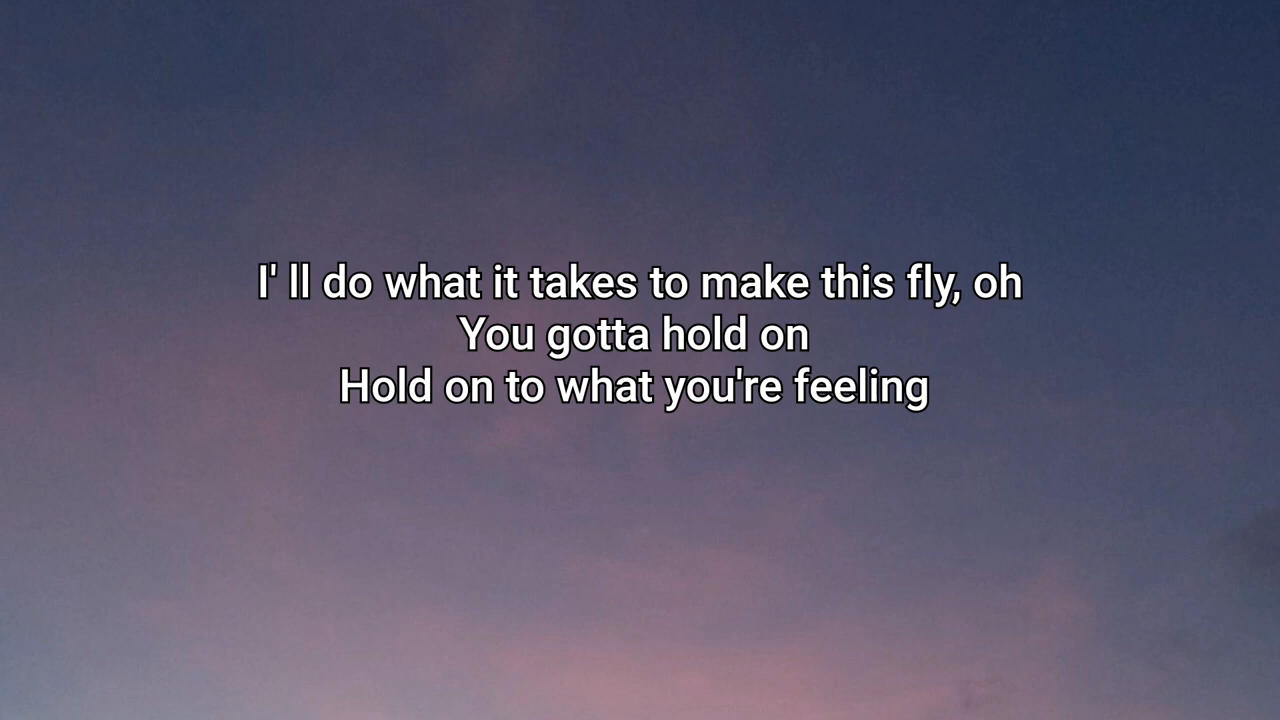 I' ll do what it takes to make this fly, oh
You gotta hold on
Hold on to what you're feeling